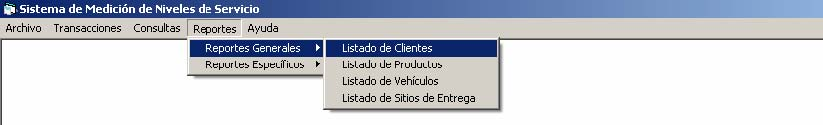 Sistema de Medición de Niveles de Servicio
Archivo Transacciones Consultas Reportes Ayuda
Reportes Generales Listado de Clientes
Reportes Específicos Listado de Productos
Listado de Vehículos
Listado de Sitios de Entrega